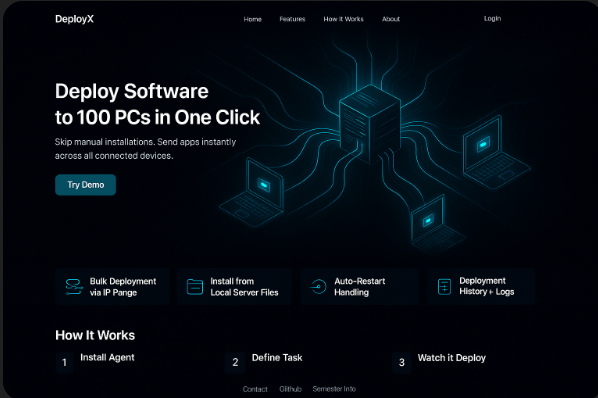 DeployX
Home Features How It Works About Login
Deploy Software
to 100 PCs in One Click
Skip manual installations. Send apps instantly
across all connected devices.
Try Demo
Bulk Deployment
via IP Pange
Install from
Local Server Files
Auto-Restart
Handling
Deployment
History + Logs
How It Works
1 Install Agent
2 Define Task
3 Watch it Deploy
Contact Glithub Semester Into